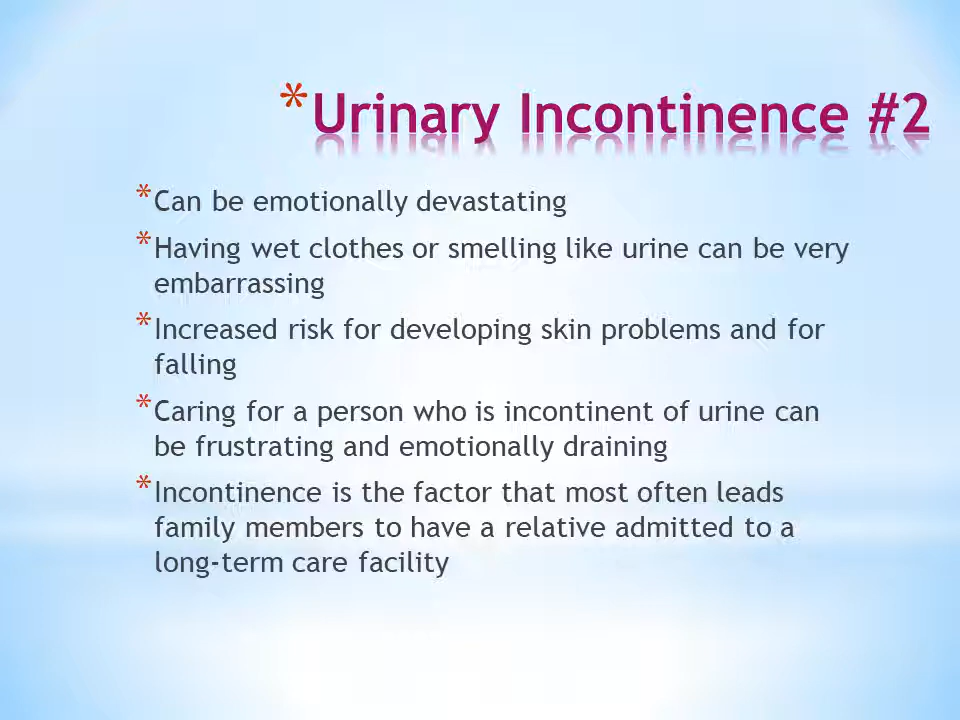 *Urinary Incontinence #2
*Can be emotionally devastating
*Having wet clothes or smelling like urine can be very
embarrassing
*Increased risk for developing skin problems and for
falling
*Caring for a person who is incontinent of urine can
be frustrating and emotionally draining
*Incontinence is the factor that most often leads
family members to have a relative admitted to a
long-term care facility